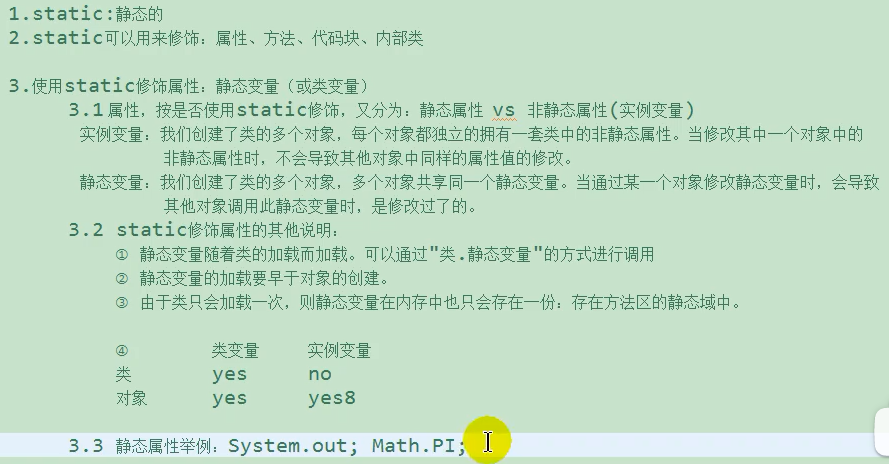 1.static:静态的
2.static可以用来修饰：属性、方法、代码块、内部类
3.使用static修饰属性：静态变量（或类变量）
3.1 属性，按是否使用static修饰，又分为：静态属性 vs 非静态属性(实例变量)
实例变量：我们创建了类的多个对象，每个对象都独立的拥有一套类中的非静态属性。当修改其中一个对象中的
非静态属性时，不会导致其他对象中同样的属性值的修改。
静态变量：我们创建了类的多个对象，多个对象共享同一个静态变量。当通过某一个对象修改静态变量时，会导致
其他对象调用此静态变量时，是修改过了的。
3.2 static修饰属性的其他说明：
① 静态变量随着类的加载而加载。可以通过"类.静态变量"的方式进行调用
② 静态变量的加载要早于对象的创建。
③ 由于类只会加载一次，则静态变量在内存中也只会存在一份：存在方法区的静态域中。
④ 类变量 实例变量
类 yes no
对象 yes yes8
3.3 静态属性举例：System.out; Math.PI;